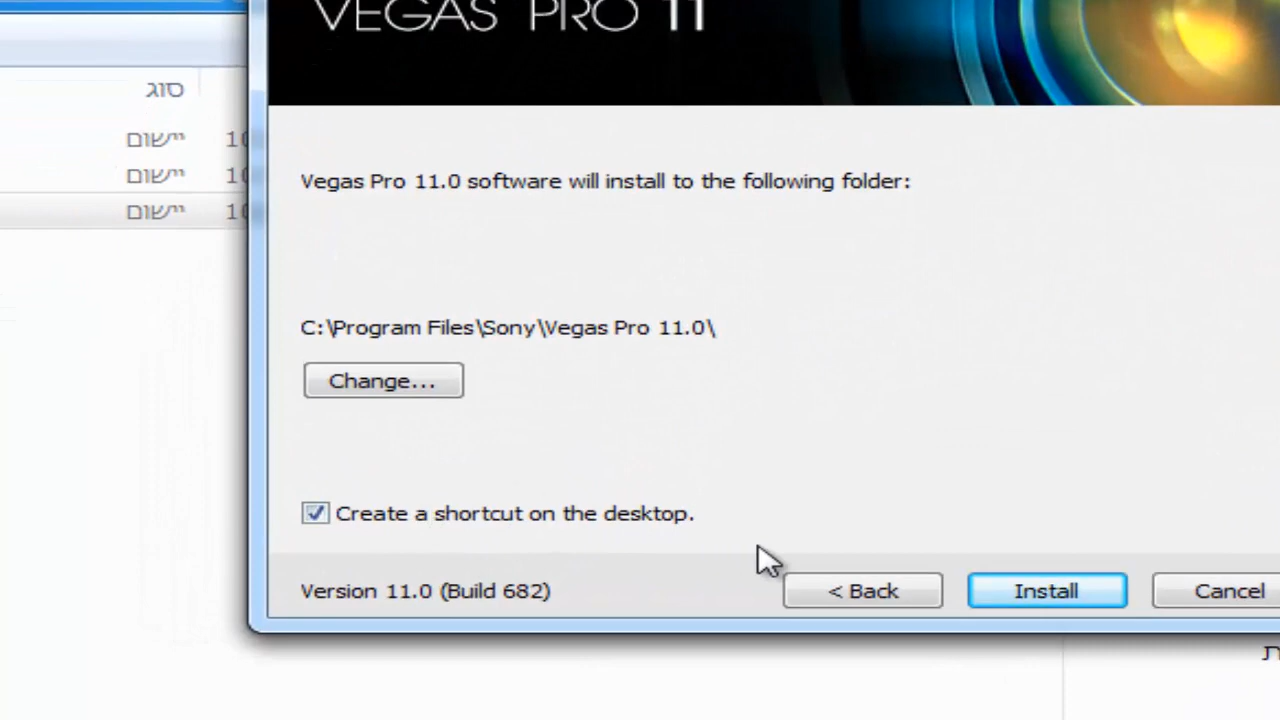 VEGAS PRO 11
סוג
יישום
יישום
יישום
Vegas Pro 11.0 software will install to the following folder:
C:\Program Files\Sony\Vegas Pro 11.0\
Change...
Create a shortcut on the desktop.
Version 11.0 (Build 682)
< Back
Install
Cancel